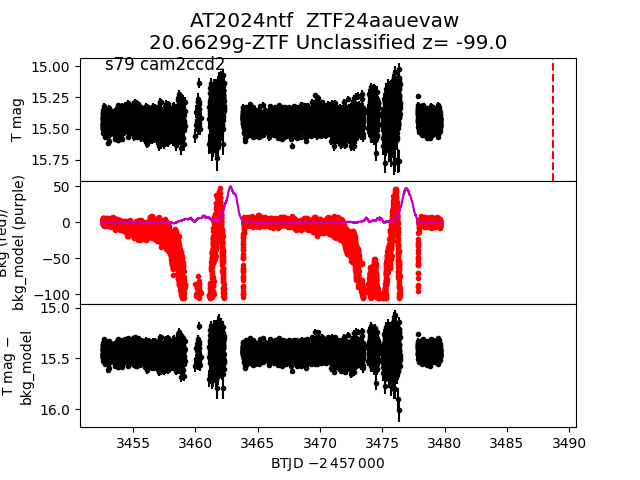 AT2024ntf ZTF24aauevaw
20.6629g-ZTF Unclassified z= -99.0
s79 cam2ccd2
15.00
15.25
15.50
15.75
T mag
50
0
−50
−100
Bkg (red)/
bkg_model (purple)
15.0
15.5
16.0
T mag −
bkg_model
3455 3460 3465 3470 3475 3480 3485 3490
BTJD −2 457 000